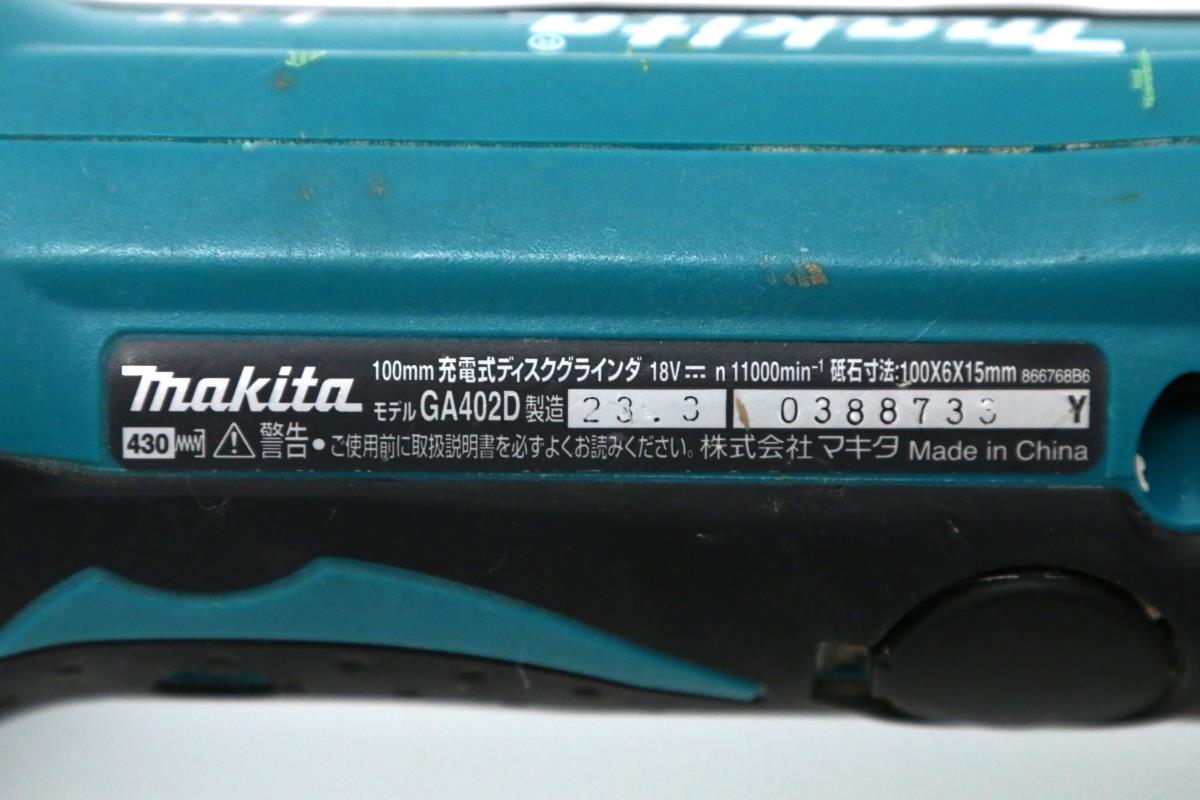 makita
makita
100mm 充電式ディスクグラインダ 18V⎓ n 11000min⁻¹ 砥石寸法:100X6X15mm 866768B6
モデル GA402D 製造 23.3 0388733 Y
430 警告・ご使用前に取扱説明書を必ずよくお読みください。株式会社 マキタ Made in China